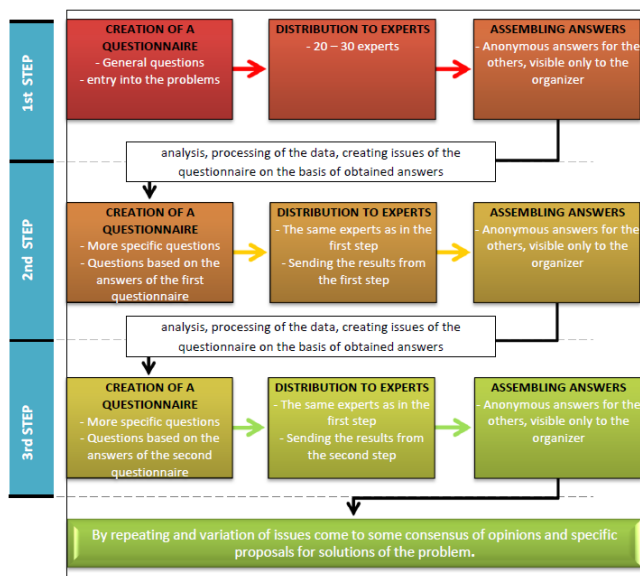 1st STEP
CREATION OF A
QUESTIONNAIRE
- General questions
- entry into the problems
DISTRIBUTION TO EXPERTS
- 20 – 30 experts
ASSEMBLING ANSWERS
- Anonymous answers for the
others, visible only to the
organizer
analysis, processing of the data, creating issues of the
questionnaire on the basis of obtained answers
2nd STEP
CREATION OF A
QUESTIONNAIRE
- More specific questions
- Questions based on the
answers of the first
questionnaire
DISTRIBUTION TO EXPERTS
- The same experts as in the
first step
- Sending the results from
the first step
ASSEMBLING ANSWERS
- Anonymous answers for the
others, visible only to the
organizer
analysis, processing of the data, creating issues of the
questionnaire on the basis of obtained answers
3rd STEP
CREATION OF A
QUESTIONNAIRE
- More specific questions
- Questions based on the
answers of the second
questionnaire
DISTRIBUTION TO EXPERTS
- The same experts as in the
first step
- Sending the results from
the second step
ASSEMBLING ANSWERS
- Anonymous answers for the
others, visible only to the
organizer
By repeating and variation of issues come to some consensus of opinions and specific
proposals for solutions of the problem.